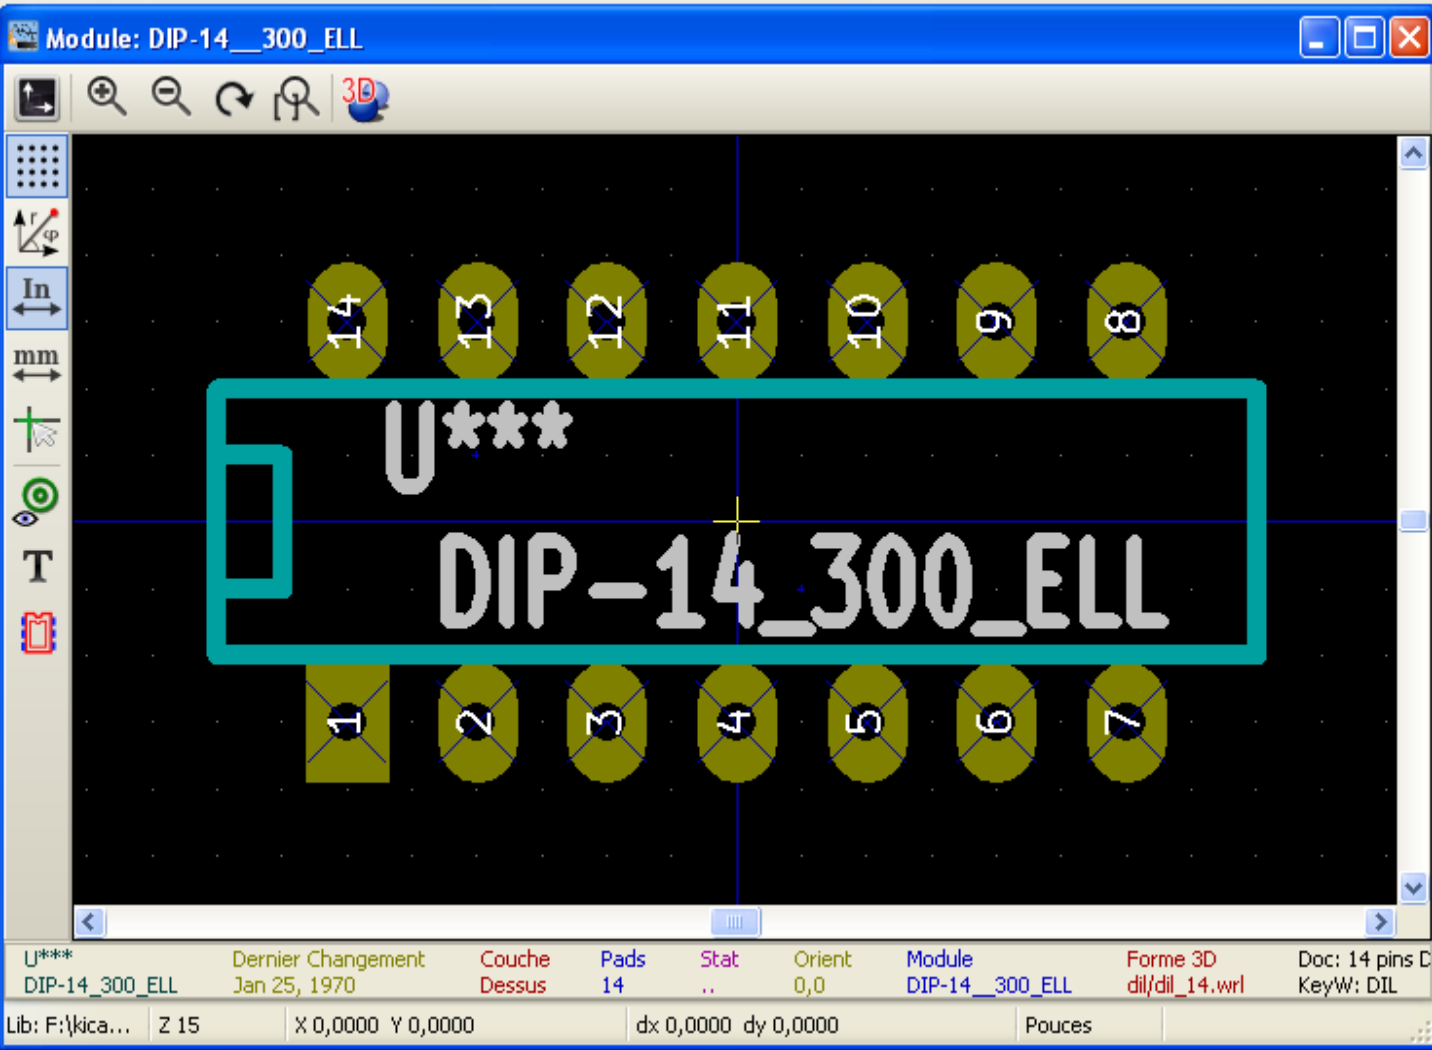 Module: DIP-14__300_ELL
3D
r
φ
In
mm
T
14 13 12 11 10 9 8
U***
DIP-14_300_ELL
1 2 3 4 5 6 7
U*** Dernier Changement Couche Pads Stat Orient Module Forme 3D Doc: 14 pins D
DIP-14_300_ELL Jan 25, 1970 Dessus 14 .. 0,0 DIP-14__300_ELL dil/dil_14.wrl KeyW: DIL
Lib: F:\kica... Z 15 X 0,0000 Y 0,0000 dx 0,0000 dy 0,0000 Pouces